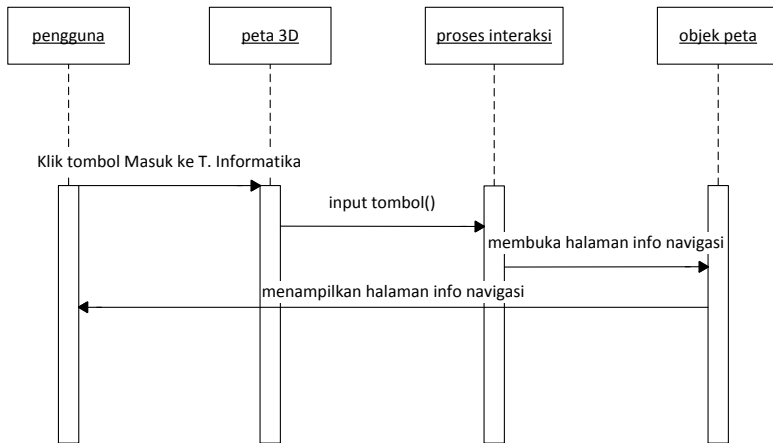 pengguna
peta 3D
proses interaksi
objek peta
Klik tombol Masuk ke T. Informatika
input tombol()
membuka halaman info navigasi
menampilkan halaman info navigasi